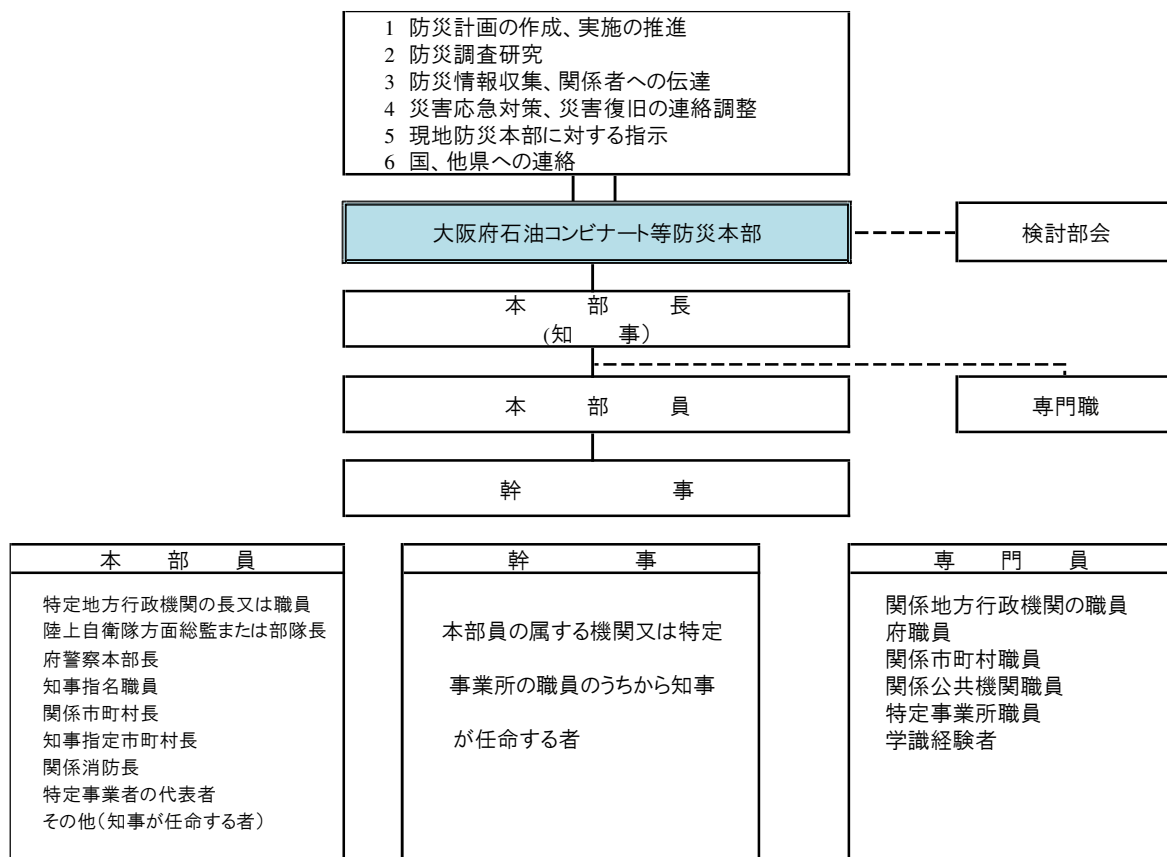 1 防災計画の作成、実施の推進
2 防災調査研究
3 防災情報収集、関係者への伝達
4 災害応急対策、災害復旧の連絡調整
5 現地防災本部に対する指示
6 国、他県への連絡
大阪府石油コンビナート等防災本部
検討部会
本 部 長
(知 事)
本 部 員
専門職
幹 事
本 部 員
特定地方行政機関の長又は職員
陸上自衛隊方面総監または部隊長
府警察本部長
知事指名職員
関係市町村長
知事指定市町村長
関係消防長
特定事業者の代表者
その他(知事が任命する者)
幹 事
本部員の属する機関又は特定
事業所の職員のうちから知事
が任命する者
専 門 員
関係地方行政機関の職員
府職員
関係市町村職員
関係公共機関職員
特定事業所職員
学識経験者